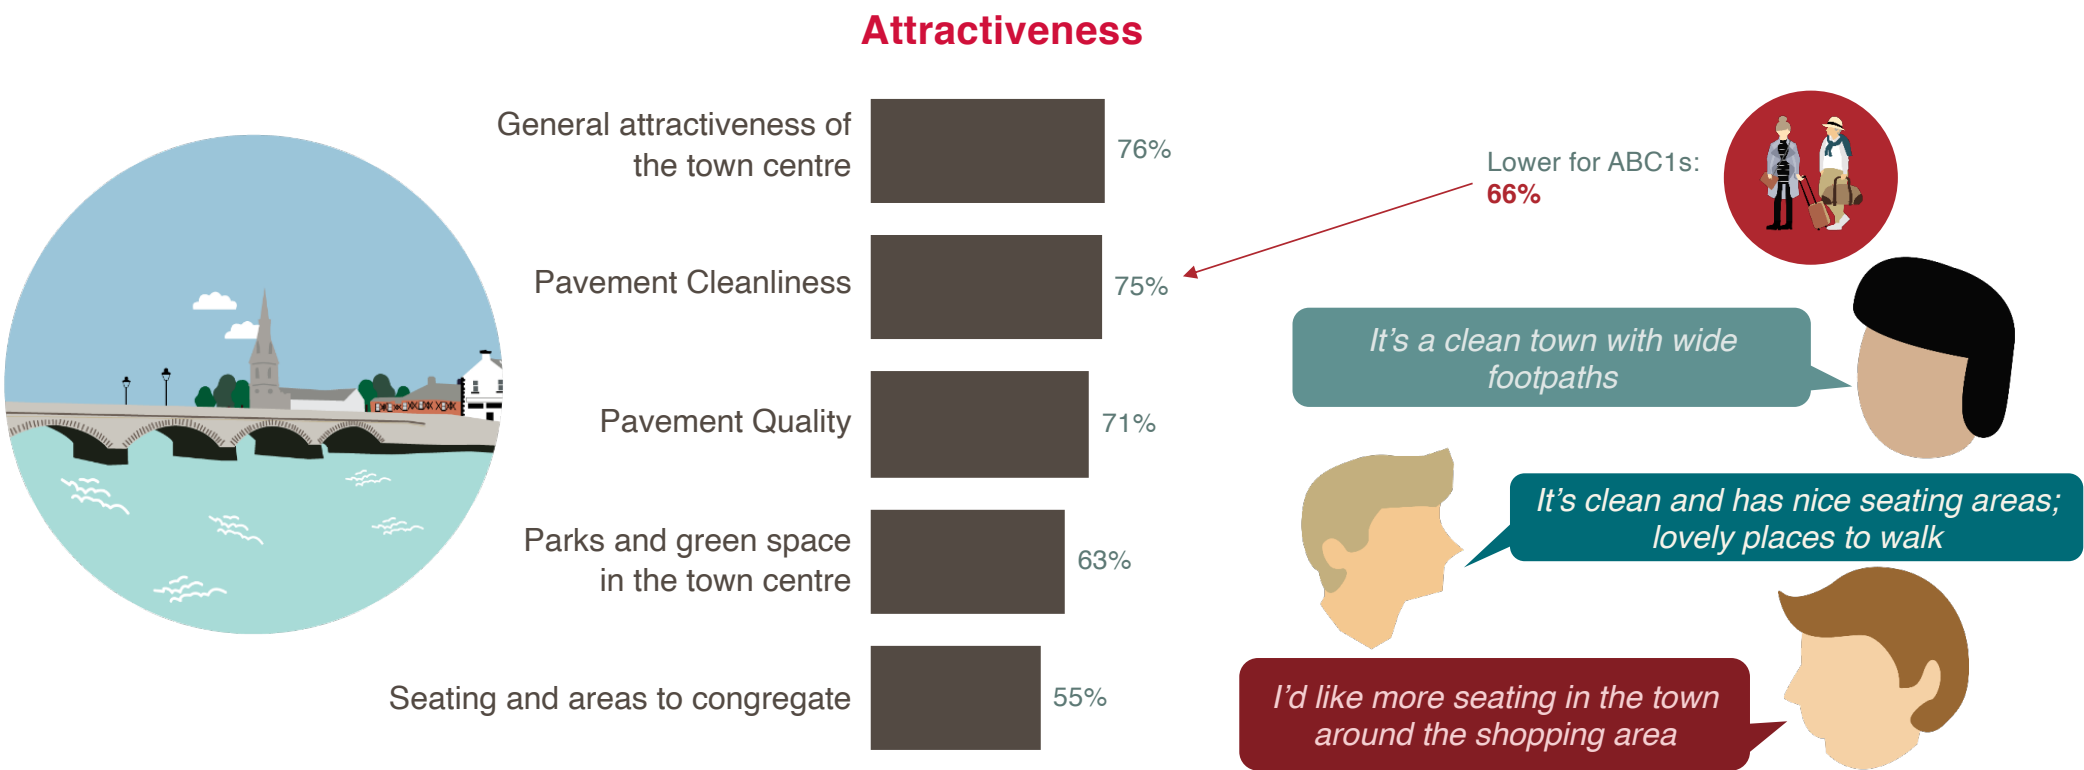 Attractiveness
General attractiveness of
the town centre
76%
Lower for ABC1s:
66%
Pavement Cleanliness
75%
It’s a clean town with wide
footpaths
Pavement Quality
71%
It’s clean and has nice seating areas;
lovely places to walk
Parks and green space
in the town centre
63%
Seating and areas to congregate
55%
I’d like more seating in the town
around the shopping area